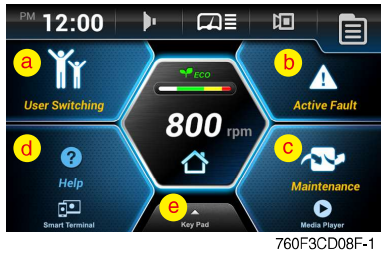 PM 12:00
a
User Switching
b
Active Fault
ECO
800 rpm
d
Help
c
Maintenance
Smart Terminal
e
Key Pad
Media Player
760F3CD08F-1